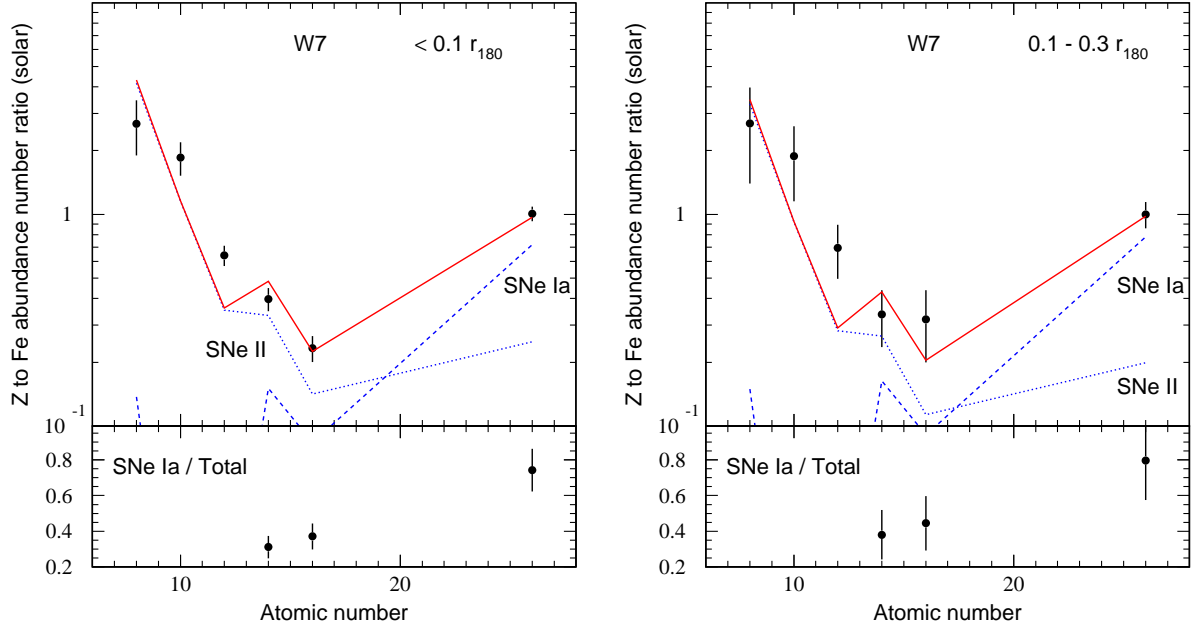 Z to Fe abundance number ratio (solar)
W7 < 0.1 r180
1
SNe Ia
SNe II
10 -1
SNe Ia / Total
0.8
0.6
0.4
0.2
10 20
Atomic number
Z to Fe abundance number ratio (solar)
W7 0.1 - 0.3 r180
1
SNe Ia
SNe II
10 -1
SNe Ia / Total
0.8
0.6
0.4
0.2
10 20
Atomic number